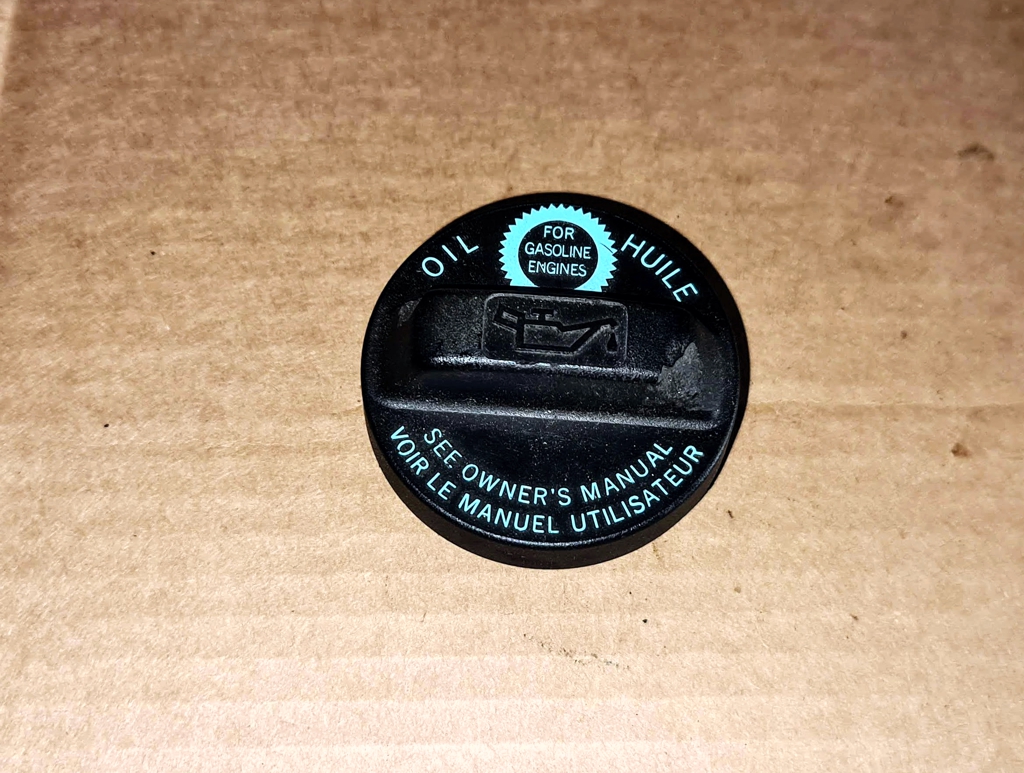 OIL
FOR
GASOLINE
ENGINES
HUILE
SEE OWNER'S MANUAL
VOIR LE MANUEL UTILISATEUR